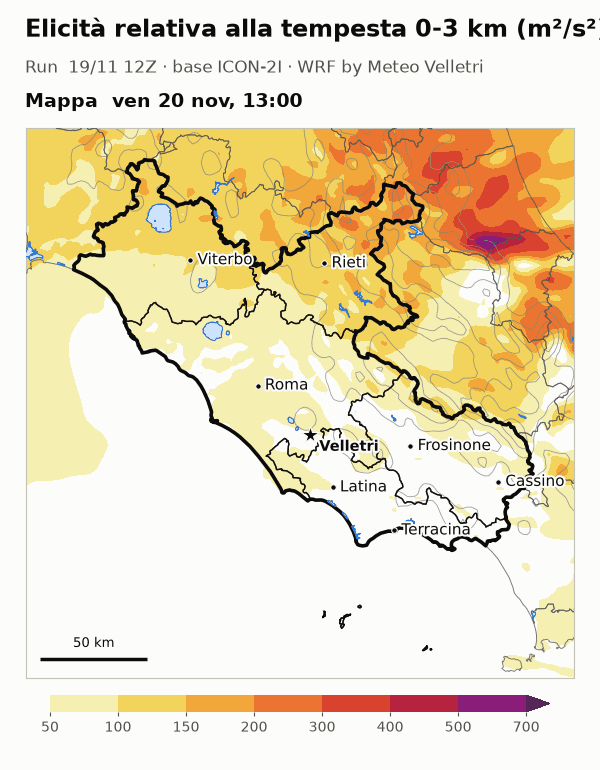 Elicità relativa alla tempesta 0-3 km (m²/s²)
Run  19/11 12Z · base ICON-2I · WRF by Meteo Velletri
Mappa  ven 20 nov, 13:00
Viterbo
Rieti
Roma
Velletri
Frosinone
Latina
Cassino
Terracina
50 km
50 100 150 200 300 400 500 700